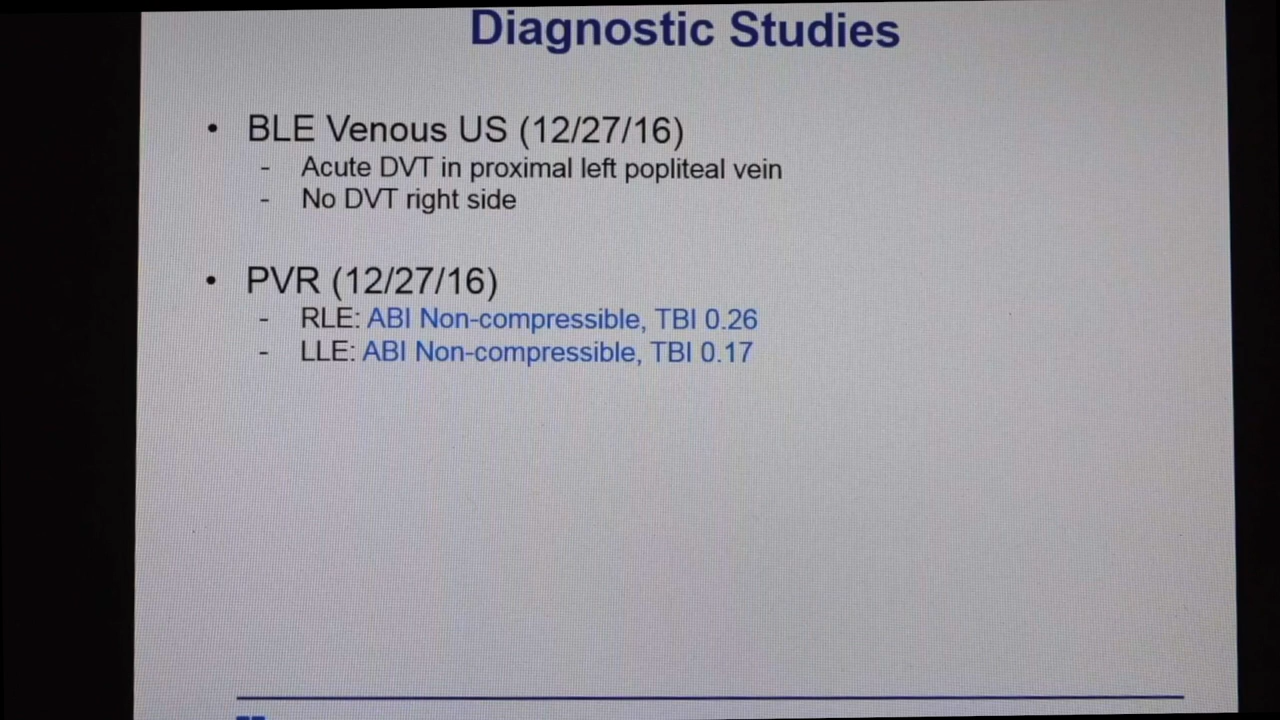 Diagnostic Studies
• BLE Venous US (12/27/16)
- Acute DVT in proximal left popliteal vein
- No DVT right side
• PVR (12/27/16)
- RLE: ABI Non-compressible, TBI 0.26
- LLE: ABI Non-compressible, TBI 0.17